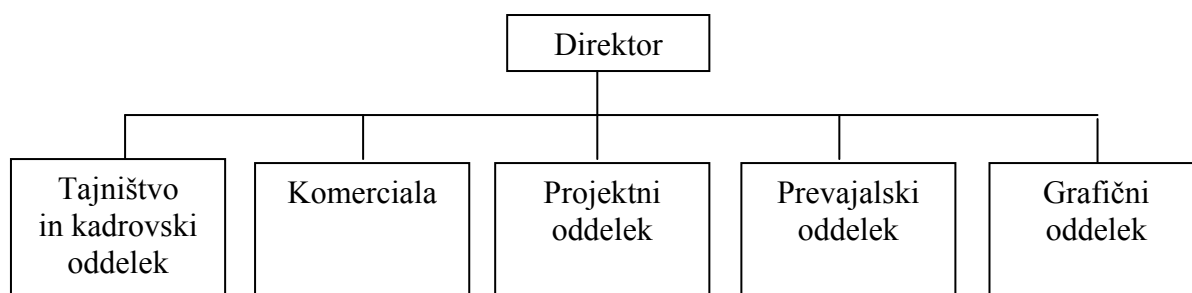 Direktor
Tajništvo
in kadrovski
oddelek
Komerciala
Projektni
oddelek
Prevajalski
oddelek
Grafični
oddelek